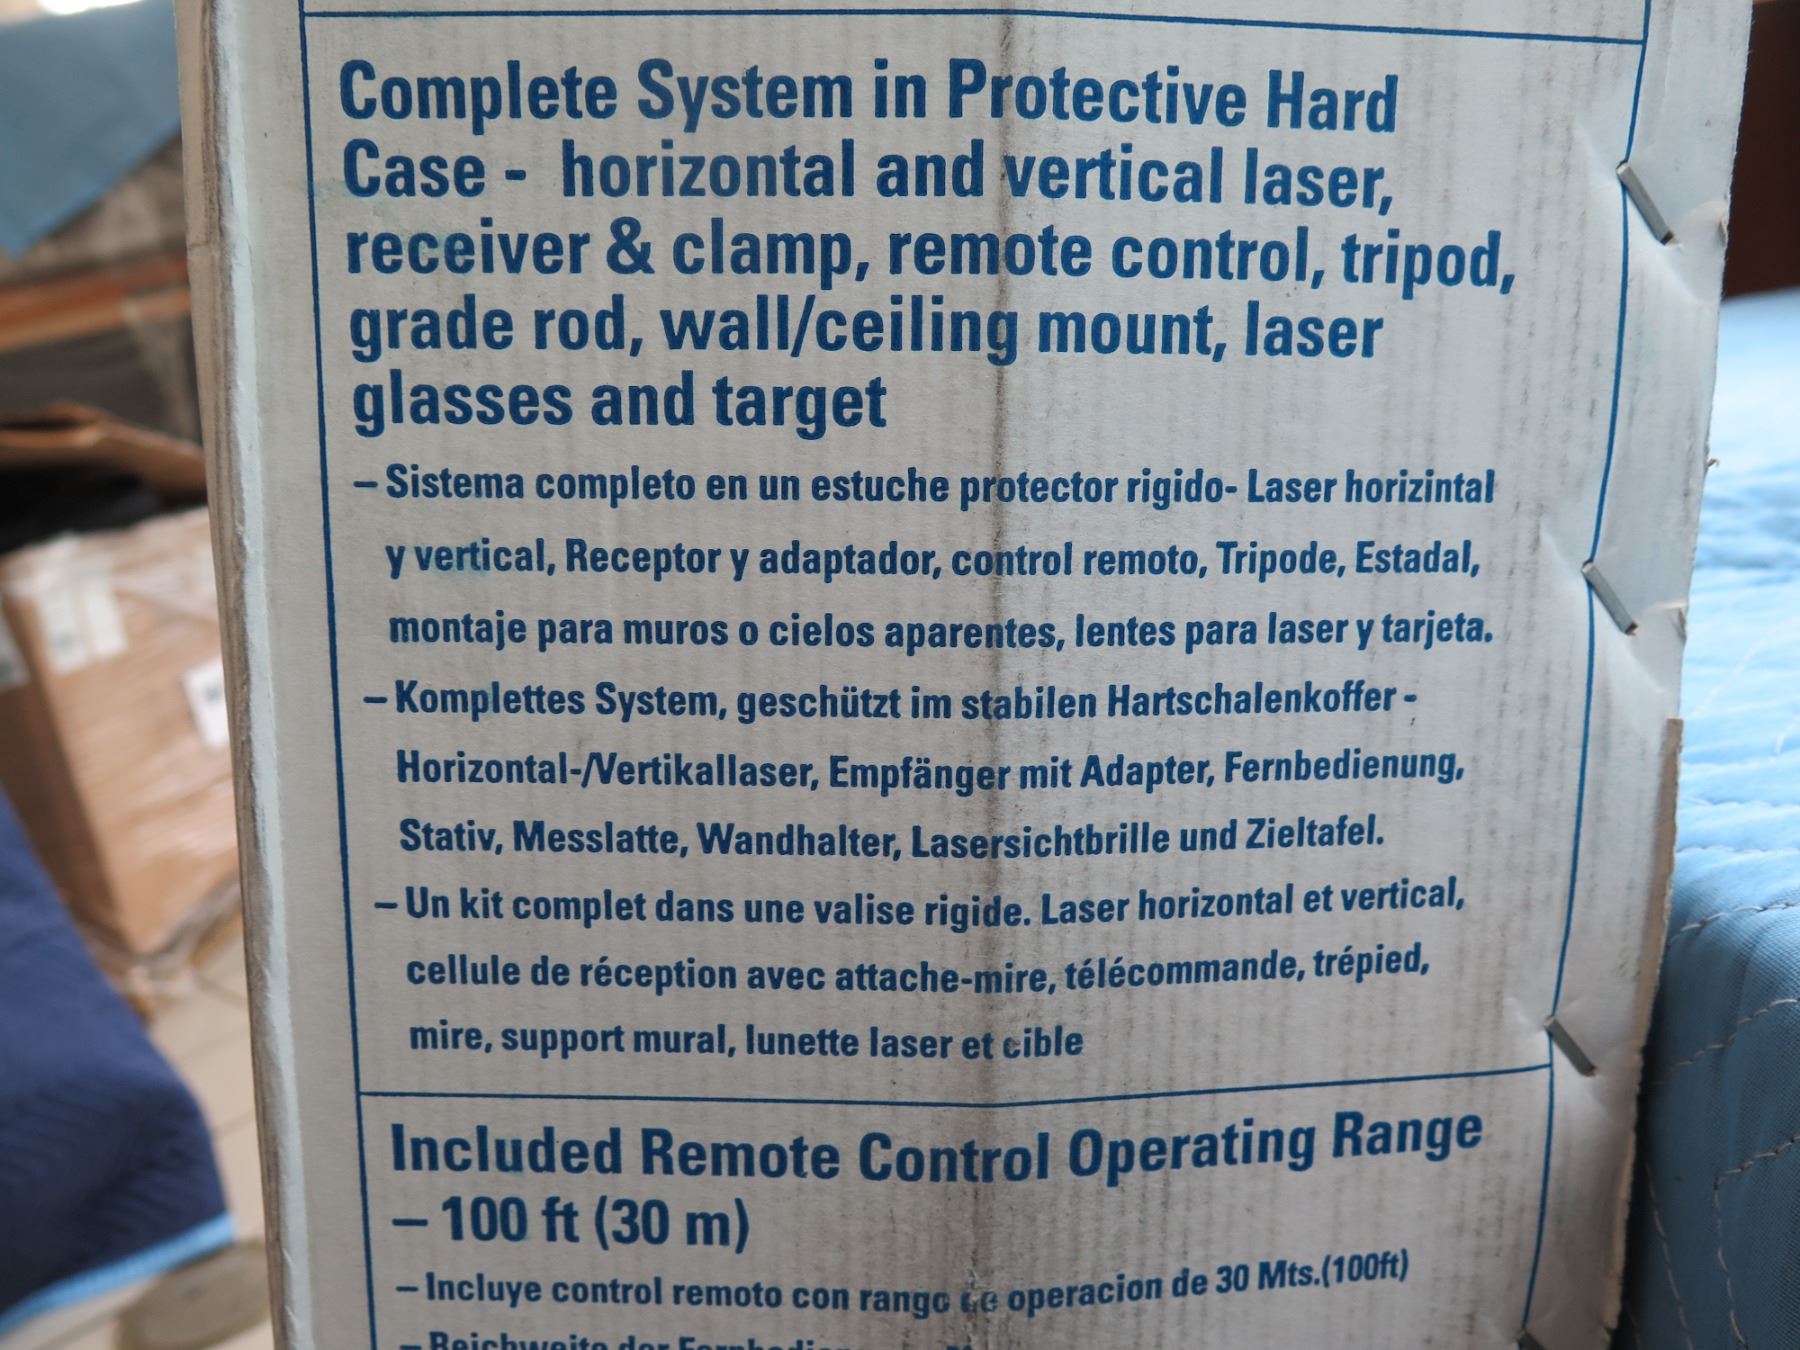 Complete System in Protective Hard
Case - horizontal and vertical laser,
receiver & clamp, remote control, tripod,
grade rod, wall/ceiling mount, laser
glasses and target
– Sistema completo en un estuche protector rigido- Laser horizintal
y vertical, Receptor y adaptador, control remoto, Tripode, Estadal,
montaje para muros o cielos aparentes, lentes para laser y tarjeta.
– Komplettes System, geschützt im stabilen Hartschalenkoffer -
Horizontal-/Vertikallaser, Empfänger mit Adapter, Fernbedienung,
Stativ, Messlatte, Wandhalter, Lasersichtbrille und Zieltafel.
– Un kit complet dans une valise rigide. Laser horizontal et vertical,
cellule de réception avec attache-mire, télécommande, trépied,
mire, support mural, lunette laser et cible
Included Remote Control Operating Range
– 100 ft (30 m)
– Incluye control remoto con rango de operacion de 30 Mts.(100ft)
– Reichweite der